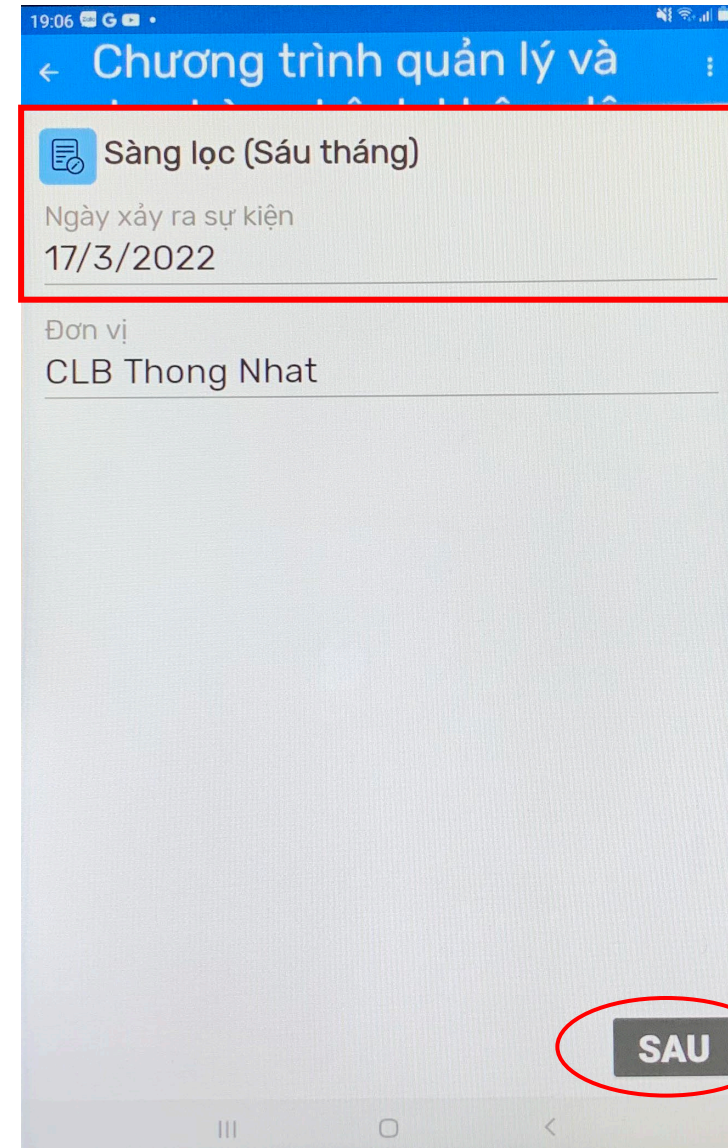 19:06 G
Chương trình quản lý và
Sàng lọc (Sáu tháng)
Ngày xảy ra sự kiện
17/3/2022
Đơn vị
CLB Thong Nhat
SAU